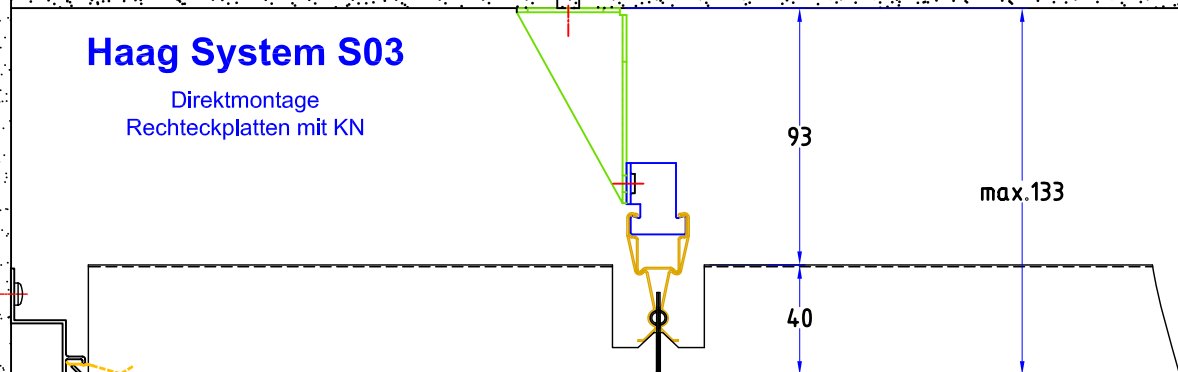 Haag System S03
Direktmontage
Rechteckplatten mit KN
93
max.133
40